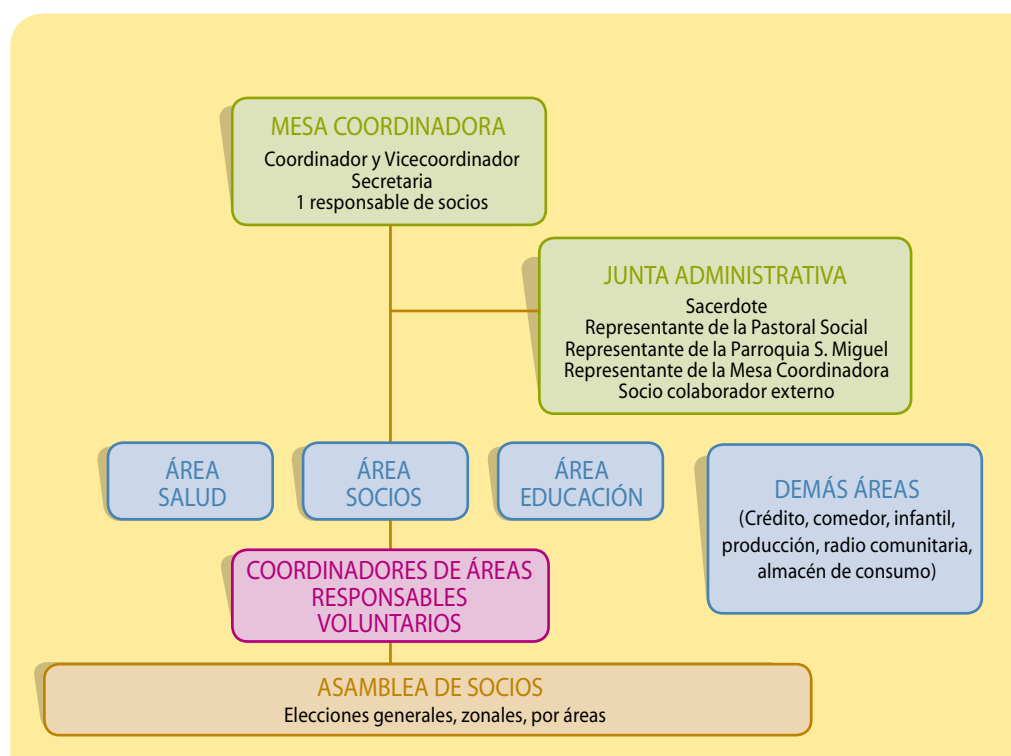 MESA COORDINADORA
Coordinador y Vicecoordinador
Secretaria
1 responsable de socios
JUNTA ADMINISTRATIVA
Sacerdote
Representante de la Pastoral Social
Representante de la Parroquia S. Miguel
Representante de la Mesa Coordinadora
Socio colaborador externo
ÁREA
SALUD
ÁREA
SOCIOS
ÁREA
EDUCACIÓN
DEMÁS ÁREAS
(Crédito, comedor, infantil,
producción, radio comunitaria,
almacén de consumo)
COORDINADORES DE ÁREAS
RESPONSABLES
VOLUNTARIOS
ASAMBLEA DE SOCIOS
Elecciones generales, zonales, por áreas